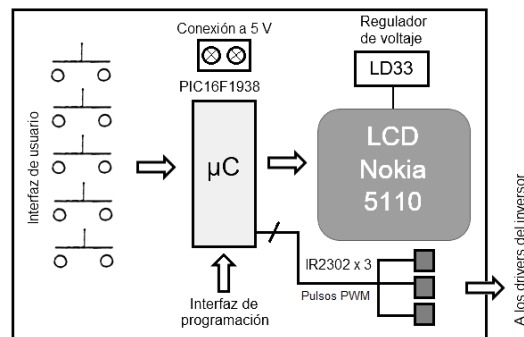 Conexión a 5 V
PIC16F1938
Regulador
de voltaje
LD33
Interfaz de usuario
µC
LCD
Nokia
5110
IR2302 x 3
Pulsos PWM
Interfaz de
programación
A los drivers del inversor